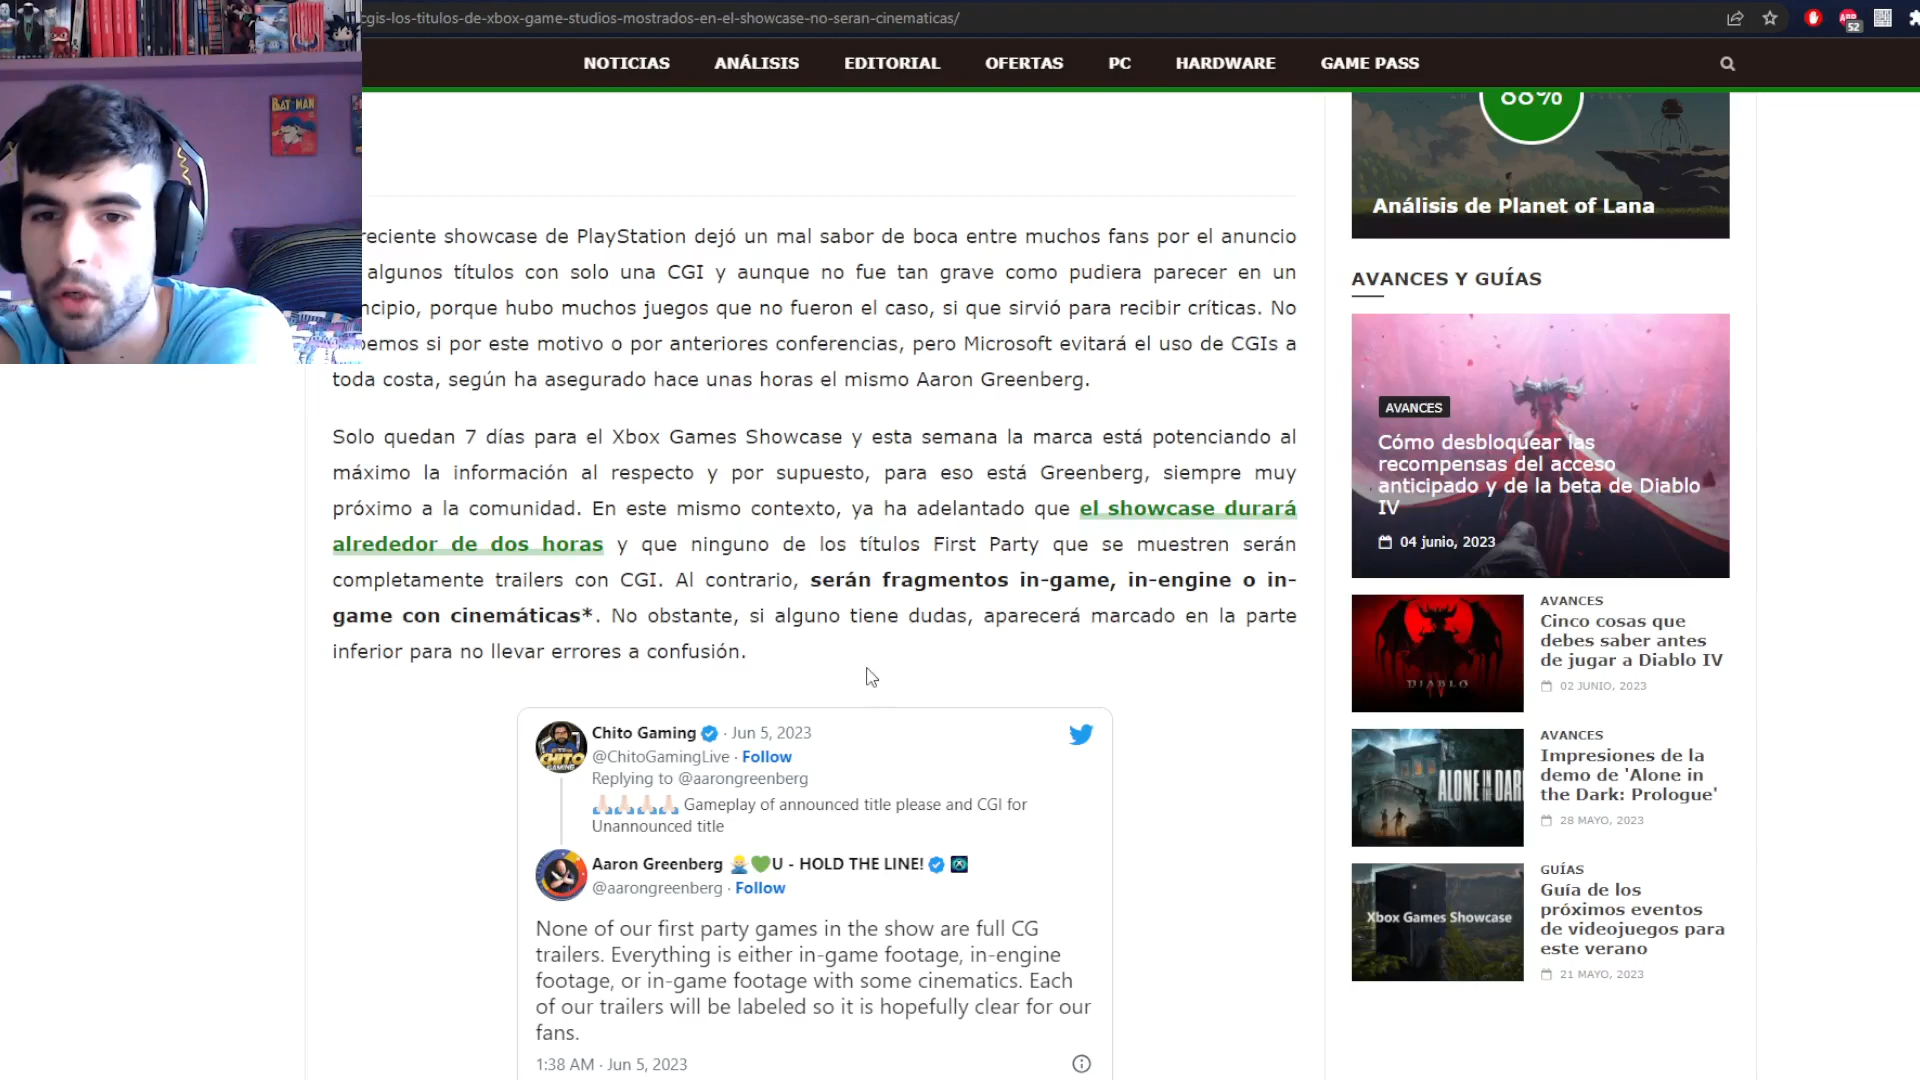 cgis-los-titulos-de-xbox-game-studios-mostrados-en-el-showcase-no-seran-cinematicas/
52
NOTICIAS ANÁLISIS EDITORIAL OFERTAS PC HARDWARE GAME PASS
BATMAN
reciente showcase de PlayStation dejó un mal sabor de boca entre muchos fans por el anuncio
algunos títulos con solo una CGI y aunque no fue tan grave como pudiera parecer en un
ncipio, porque hubo muchos juegos que no fueron el caso, si que sirvió para recibir críticas. No
bemos si por este motivo o por anteriores conferencias, pero Microsoft evitará el uso de CGIs a
toda costa, según ha asegurado hace unas horas el mismo Aaron Greenberg.
Solo quedan 7 días para el Xbox Games Showcase y esta semana la marca está potenciando al
máximo la información al respecto y por supuesto, para eso está Greenberg, siempre muy
próximo a la comunidad. En este mismo contexto, ya ha adelantado que el showcase durará
alrededor de dos horas y que ninguno de los títulos First Party que se muestren serán
completamente trailers con CGI. Al contrario, serán fragmentos in-game, in-engine o in-
game con cinemáticas*. No obstante, si alguno tiene dudas, aparecerá marcado en la parte
inferior para no llevar errores a confusión.
Chito Gaming · Jun 5, 2023
@ChitoGamingLive · Follow
Replying to @aarongreenberg
🙏🏻🙏🏻🙏🏻🙏🏻 Gameplay of announced title please and CGI for
Unannounced title
CHITO
GAMING
Aaron Greenberg 🙅🏼‍♂️💚U - HOLD THE LINE!
@aarongreenberg · Follow
None of our first party games in the show are full CG
trailers. Everything is either in-game footage, in-engine
footage, or in-game footage with some cinematics. Each
of our trailers will be labeled so it is hopefully clear for our
fans.
1:38 AM · Jun 5, 2023
88%
Análisis de Planet of Lana
AVANCES Y GUÍAS
AVANCES
Cómo desbloquear las
recompensas del acceso
anticipado y de la beta de Diablo
IV
04 junio, 2023
DIABLO
AVANCES
Cinco cosas que
debes saber antes
de jugar a Diablo IV
02 JUNIO, 2023
ALONE IN THE DARK
AVANCES
Impresiones de la
demo de 'Alone in
the Dark: Prologue'
28 MAYO, 2023
Xbox Games Showcase
GUÍAS
Guía de los
próximos eventos
de videojuegos para
este verano
21 MAYO, 2023